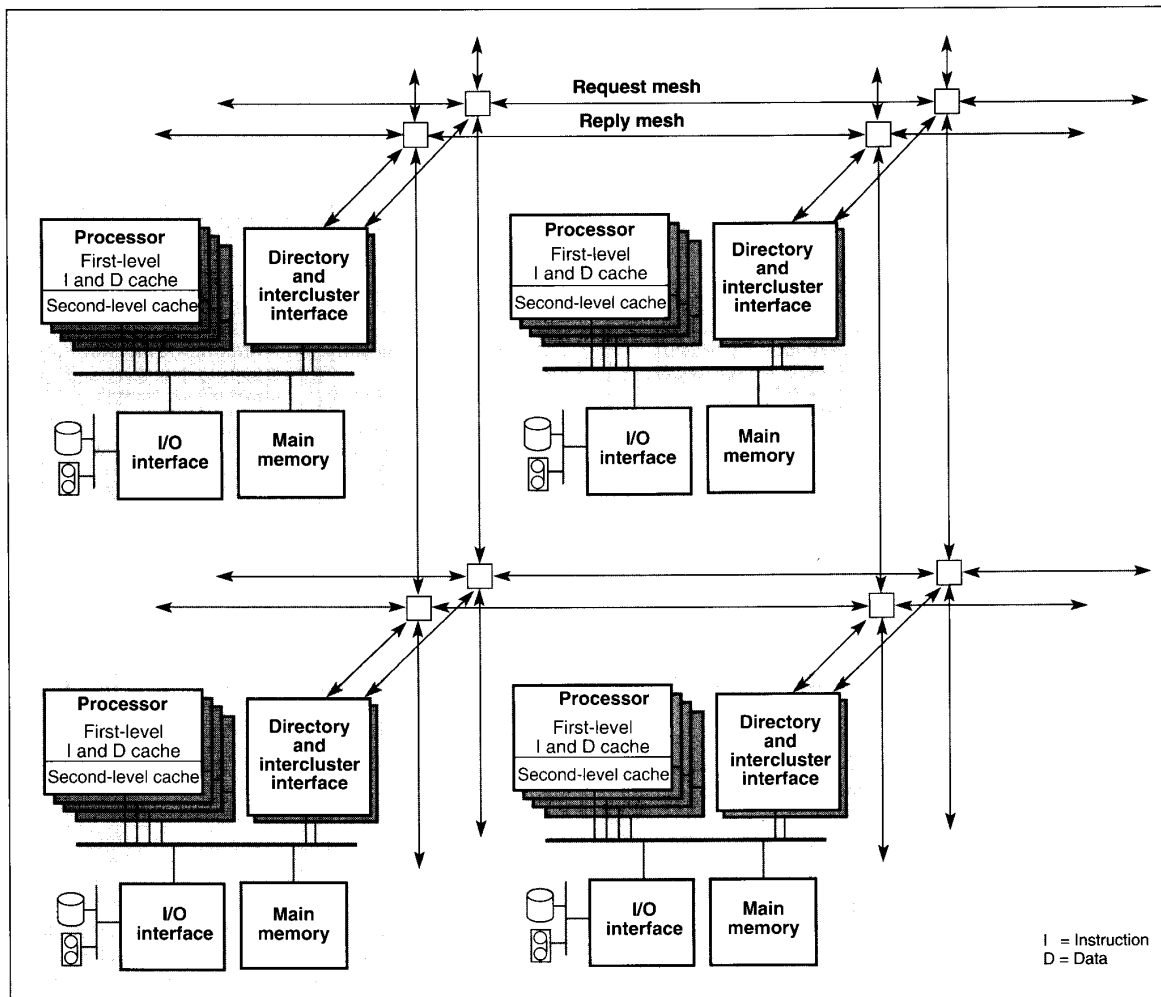 Request mesh
Reply mesh
Processor
First-level
I and D cache
Second-level cache
Directory
and
intercluster
interface
Processor
First-level
I and D cache
Second-level cache
Directory
and
intercluster
interface
I/O
interface
Main
memory
I/O
interface
Main
memory
Processor
First-level
I and D cache
Second-level cache
Directory
and
intercluster
interface
Processor
First-level
I and D cache
Second-level cache
Directory
and
intercluster
interface
I/O
interface
Main
memory
I/O
interface
Main
memory
I = Instruction
D = Data